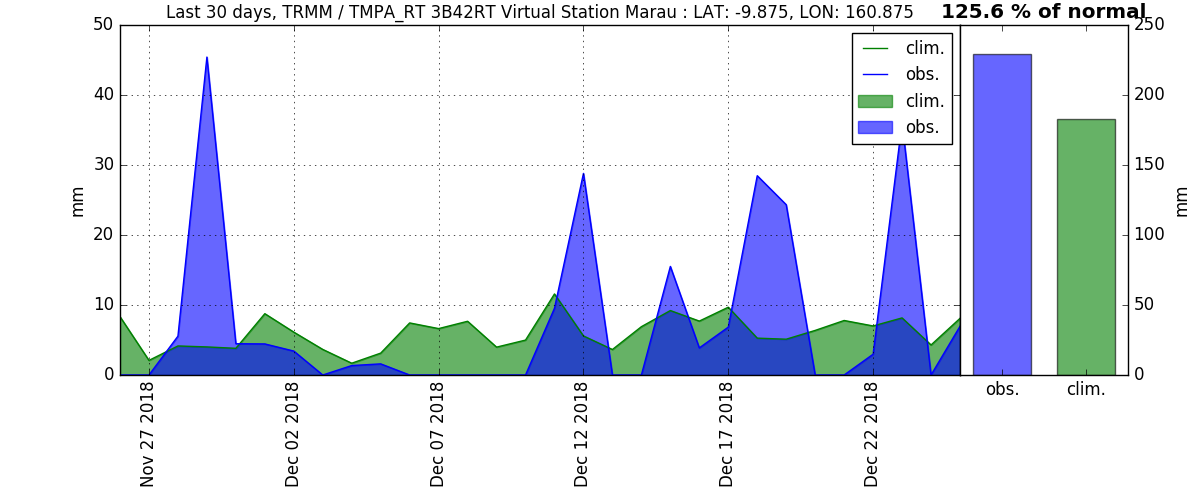 Last 30 days, TRMM / TMPA_RT 3B42RT Virtual Station Marau : LAT: -9.875, LON: 160.875
125.6 % of normal
50
40
30
20
10
0
mm
clim.
obs.
clim.
obs.
Nov 27 2018
Dec 02 2018
Dec 07 2018
Dec 12 2018
Dec 17 2018
Dec 22 2018
250
200
150
100
50
0
mm
obs.
clim.